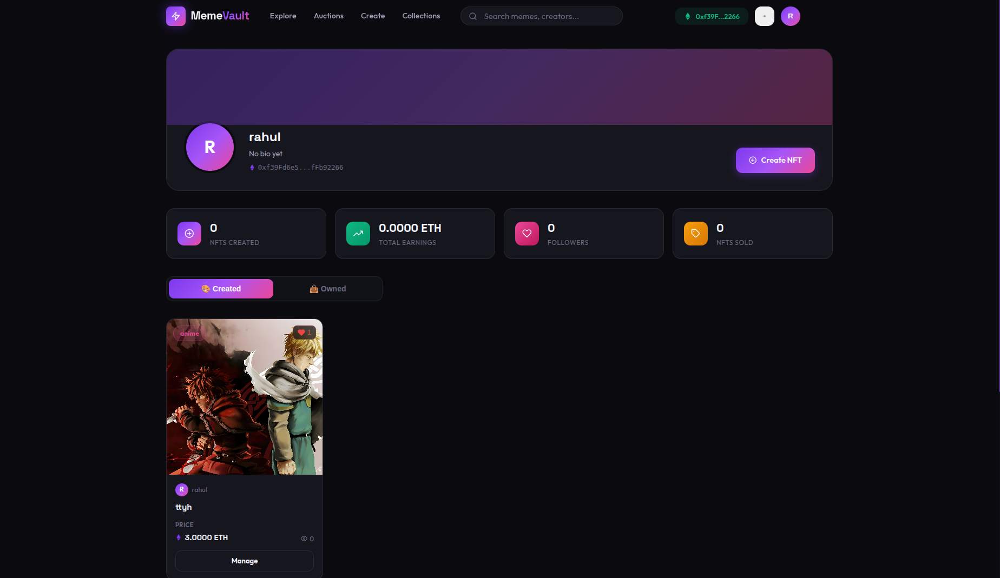 MemeVault
Explore
Auctions
Create
Collections
Search memes, creators...
0xf39F...2266
R
R
rahul
No bio yet
0xf39Fd6e5...fFb92266
Create NFT
0
NFTS CREATED
0.0000 ETH
TOTAL EARNINGS
0
FOLLOWERS
0
NFTS SOLD
🎨 Created
👜 Owned
anime
1
R rahul
ttyh
PRICE
3.0000 ETH
0
Manage